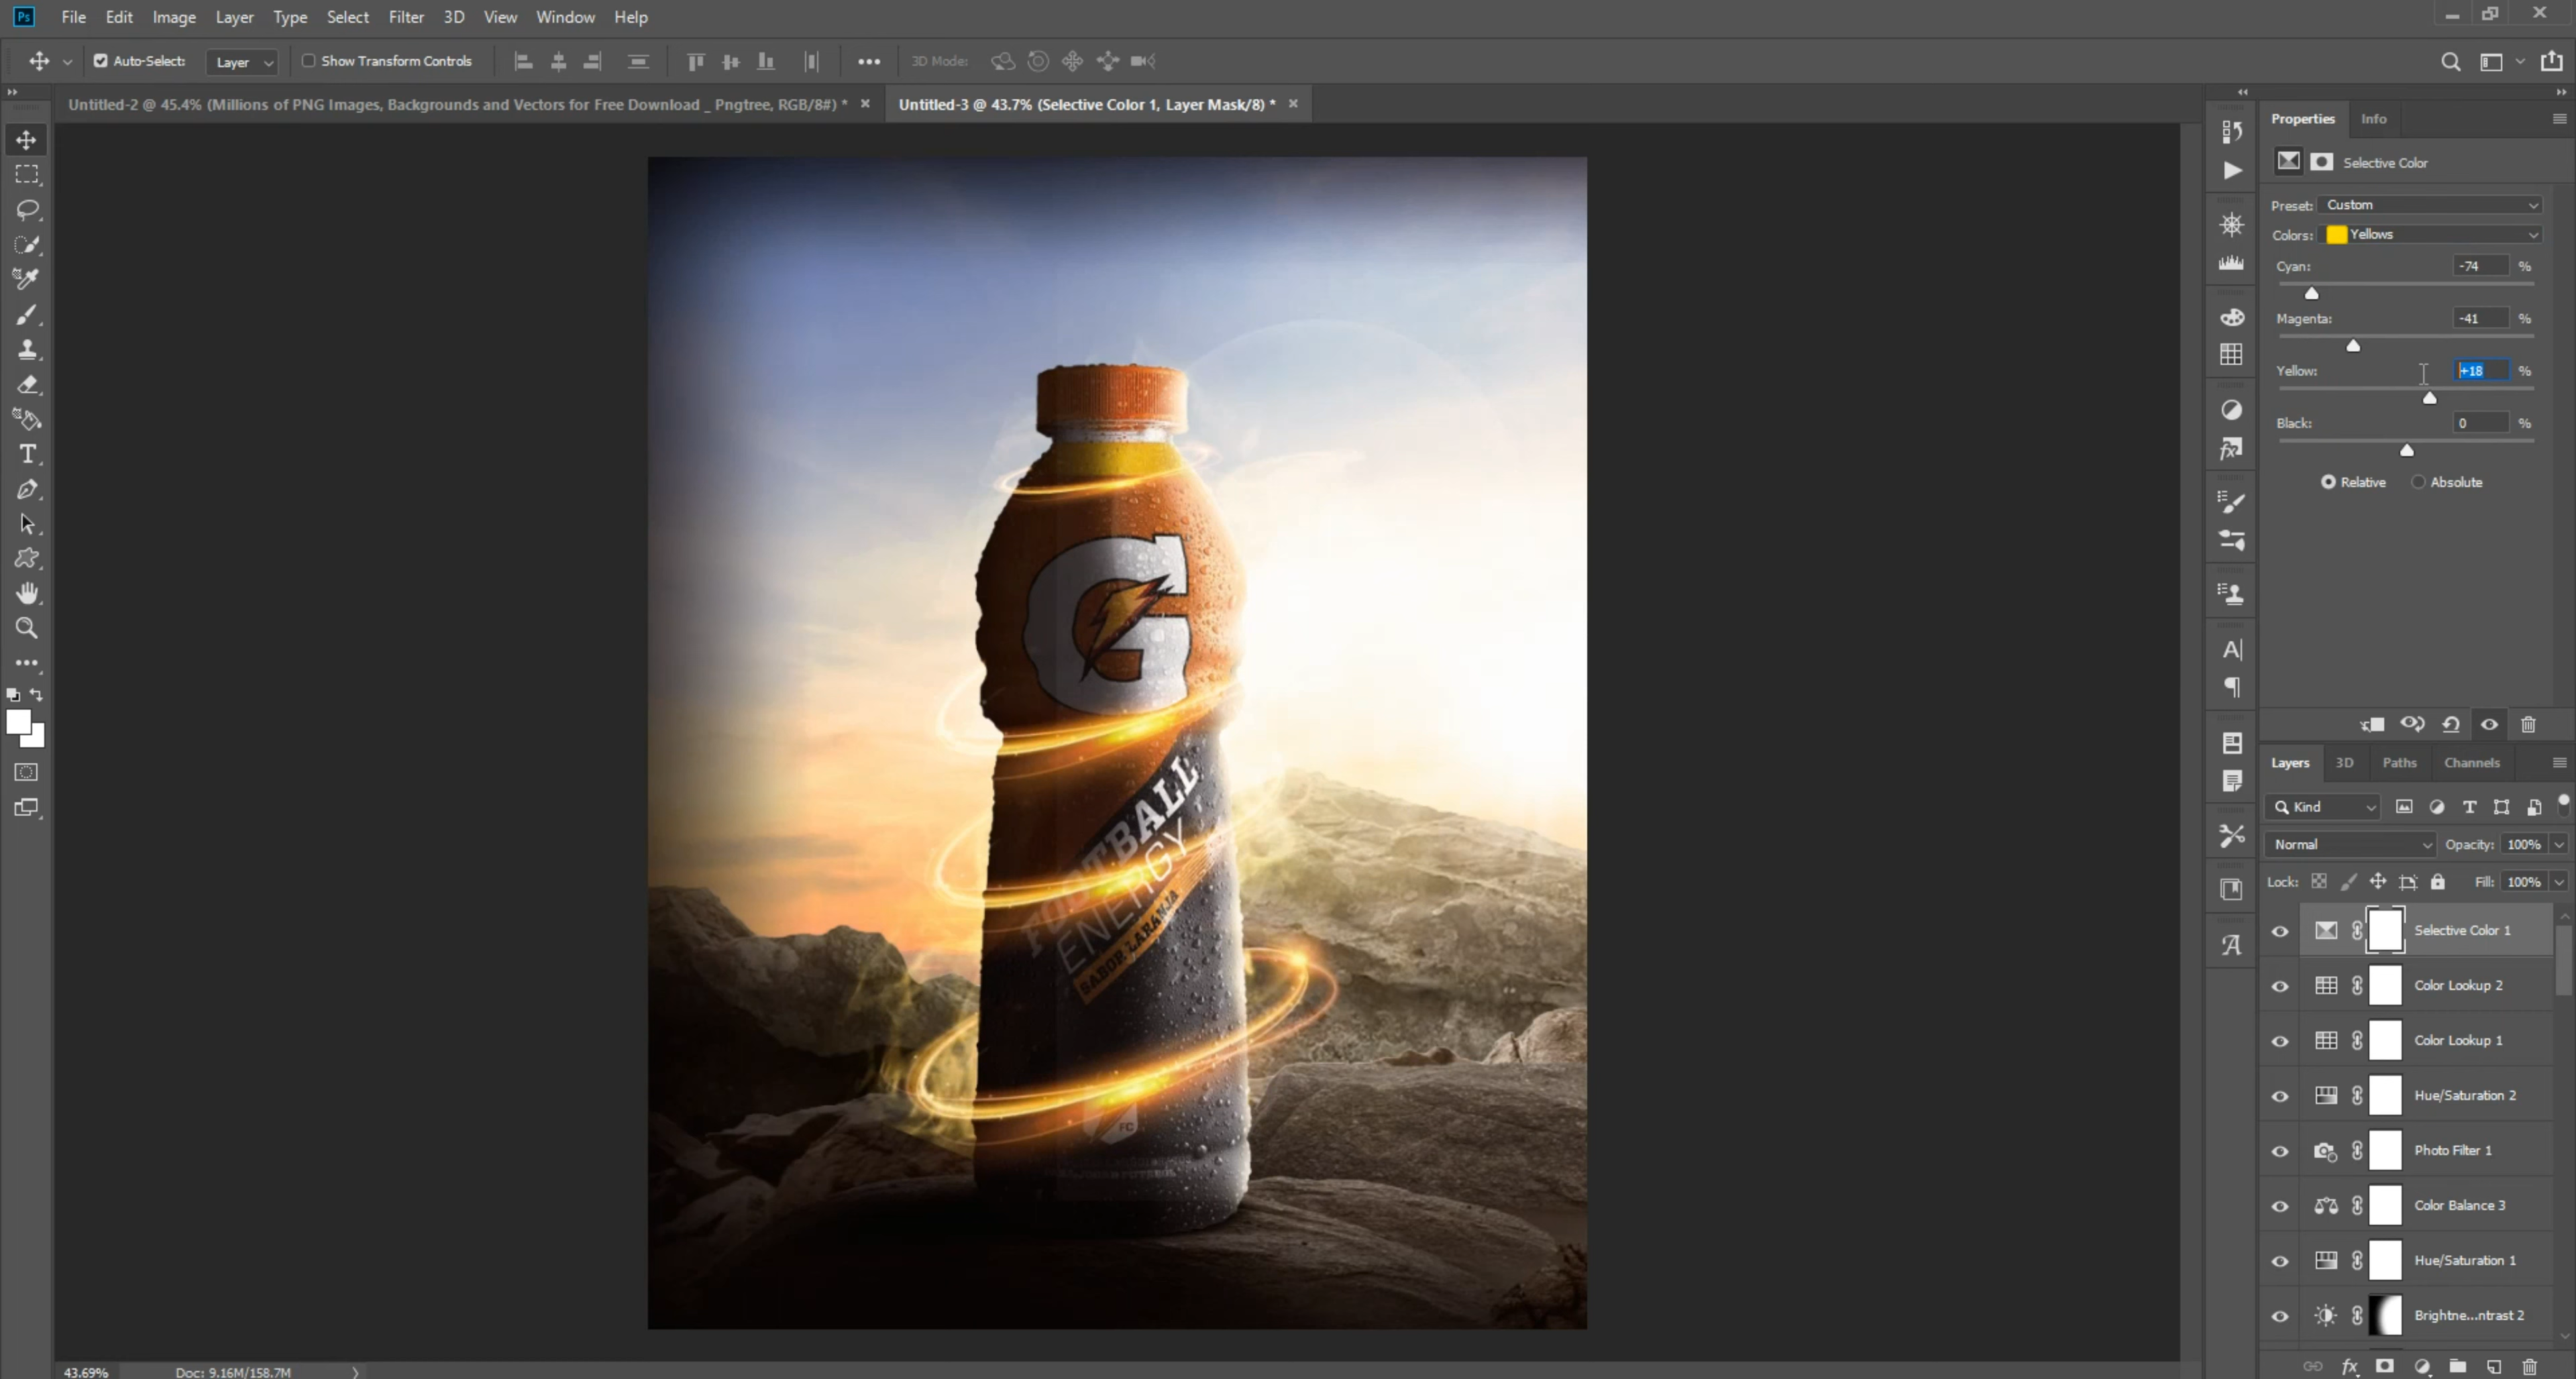 Ps File Edit Image Layer Type Select Filter 3D View Window Help
Auto-Select: Layer Show Transform Controls 3D Mode:
Untitled-2 @ 45.4% (Millions of PNG Images, Backgrounds and Vectors for Free Download _ Pngtree, RGB/8#) *
Untitled-3 @ 43.7% (Selective Color 1, Layer Mask/8) *
Properties Info
Selective Color
Preset: Custom
Colors: Yellows
Cyan: -74 %
Magenta: -41 %
Yellow: +18 %
Black: 0 %
Relative Absolute
G
FOOTBALL
ENERGY
SABOR LARANJA
FC
Layers 3D Paths Channels
Kind
Normal Opacity: 100%
Lock: Fill: 100%
Selective Color 1
Color Lookup 2
Color Lookup 1
Hue/Saturation 2
Photo Filter 1
Color Balance 3
Hue/Saturation 1
Brightne...ntrast 2
43.69% Doc: 9.16M/158.7M